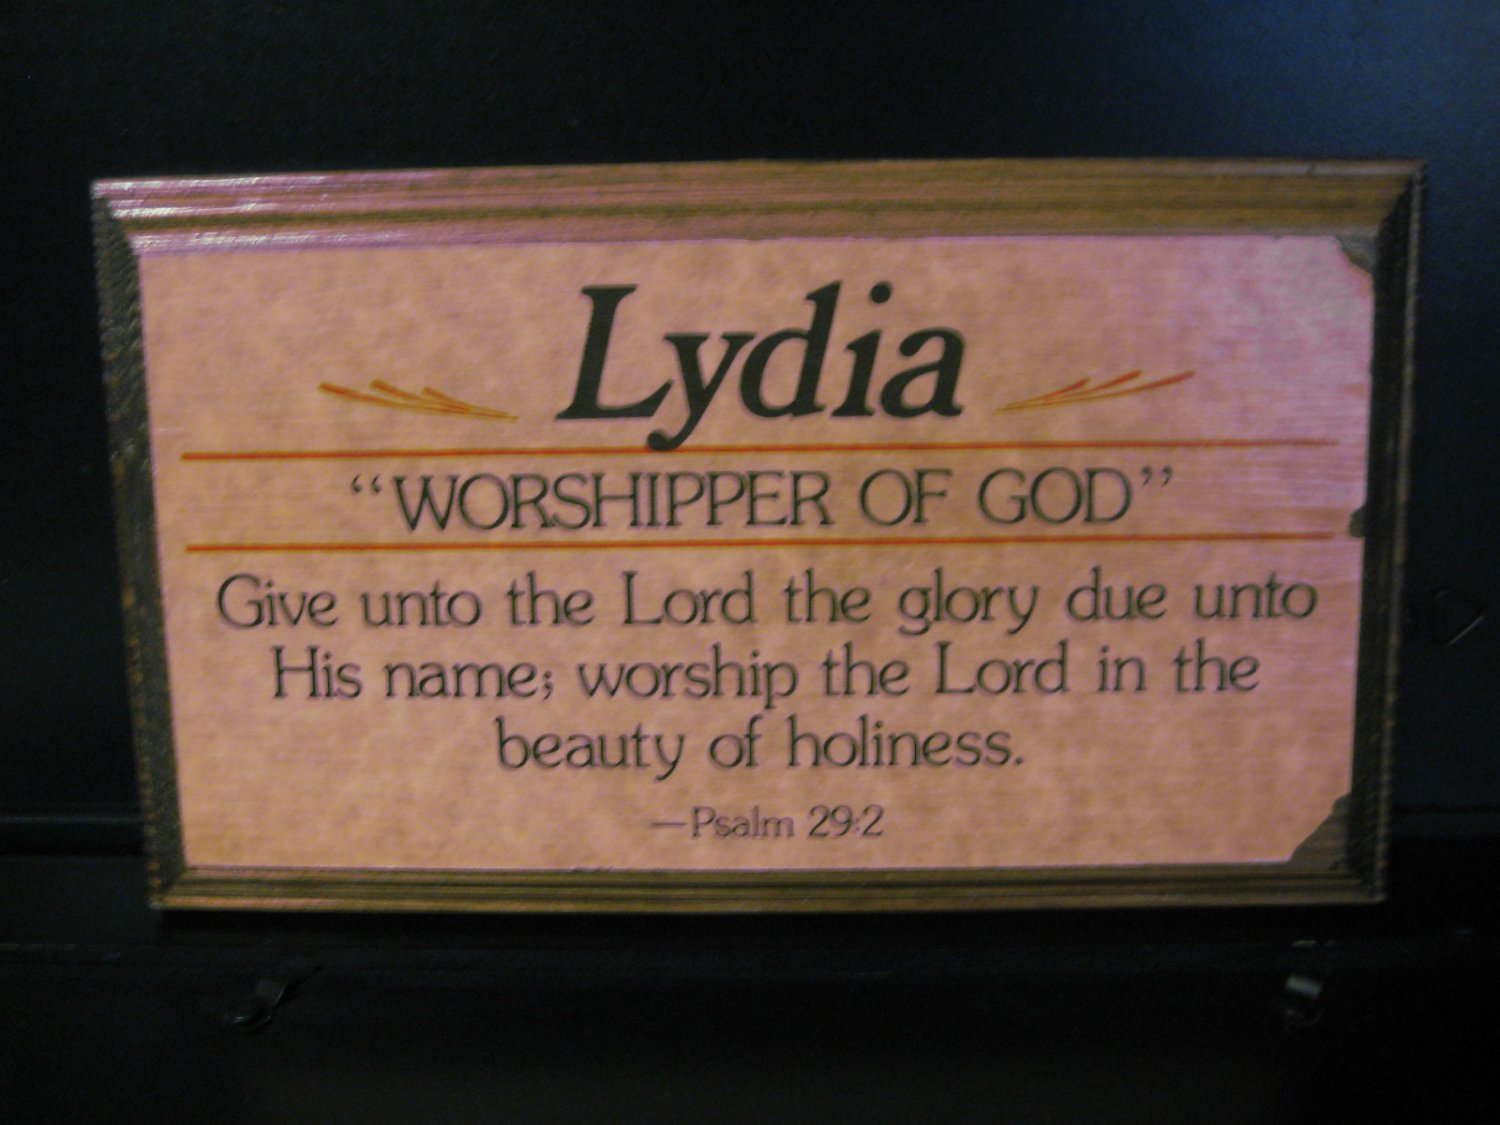 Lydia
“WORSHIPPER OF GOD”
Give unto the Lord the glory due unto
His name; worship the Lord in the
beauty of holiness.
—Psalm 29:2